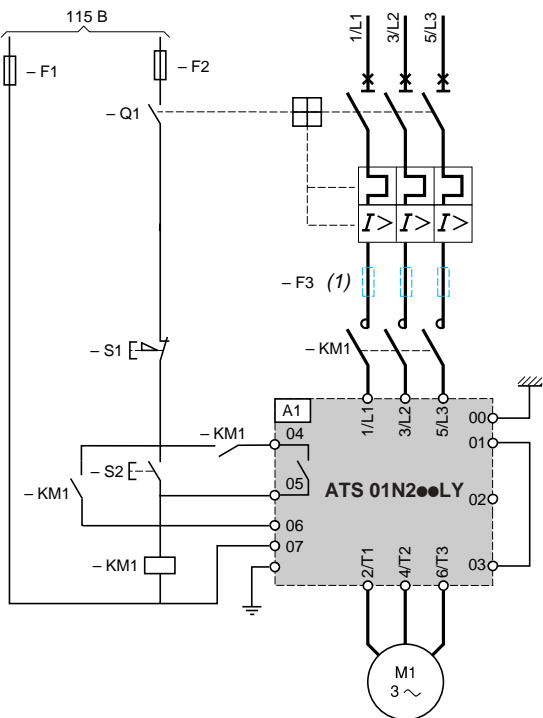 115 B
– F1
– F2
– Q1
1/L1
3/L2
5/L3
I> I> I>
– F3 (1)
– S1
– KM1
A1
1/L1
3/L2
5/L3
00
04
– KM1
01
– S2
05
ATS 01N2●●LY
– KM1
02
06
07
– KM1
03
2/T1
4/T2
6/T3
M1
3 ~